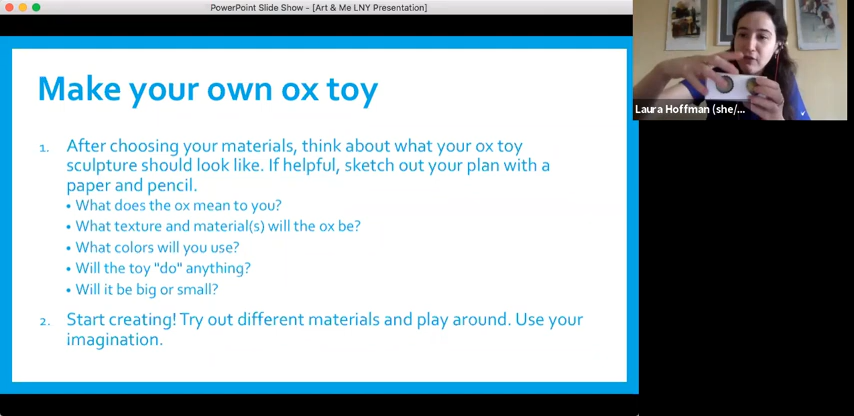 PowerPoint Slide Show - [Art & Me LNY Presentation]
Make your own ox toy
1. After choosing your materials, think about what your ox toy
sculpture should look like. If helpful, sketch out your plan with a
paper and pencil.
• What does the ox mean to you?
• What texture and material(s) will the ox be?
• What colors will you use?
• Will the toy "do" anything?
• Will it be big or small?
2. Start creating! Try out different materials and play around. Use your
imagination.
Laura Hoffman (she/...